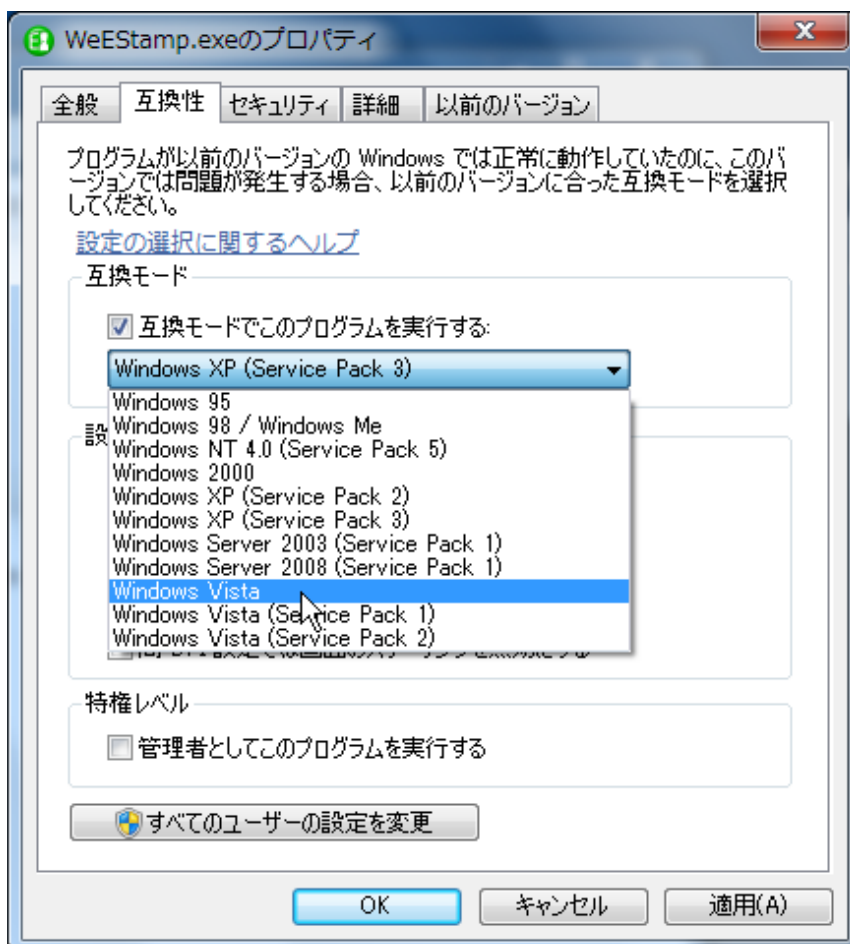 WeEStamp.exeのプロパティ
全般 互換性 セキュリティ 詳細 以前のバージョン
プログラムが以前のバージョンの Windows では正常に動作していたのに、このバ
ージョンでは問題が発生する場合、以前のバージョンに合った互換モードを選択
してください。
設定の選択に関するヘルプ
互換モード
互換モードでこのプログラムを実行する:
Windows XP (Service Pack 3)
Windows 95
Windows 98 / Windows Me
設
Windows NT 4.0 (Service Pack 5)
Windows 2000
Windows XP (Service Pack 2)
Windows XP (Service Pack 3)
Windows Server 2003 (Service Pack 1)
Windows Server 2008 (Service Pack 1)
Windows Vista
Windows Vista (Service Pack 1)
Windows Vista (Service Pack 2)
特権レベル
管理者としてこのプログラムを実行する
すべてのユーザーの設定を変更
OK キャンセル 適用(A)